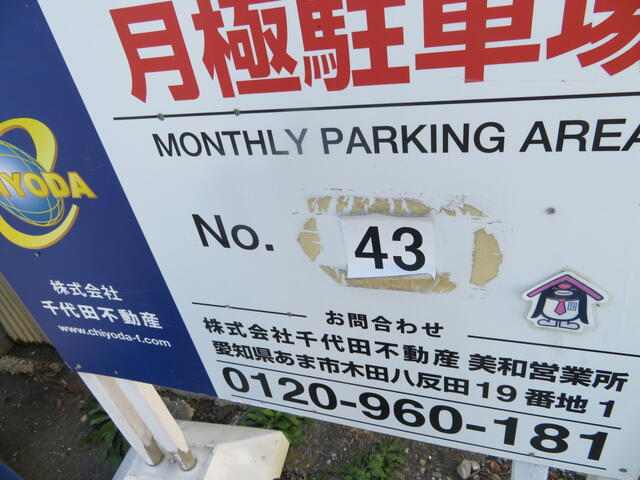 月極駐車場
MONTHLY PARKING AREA
No. 43
CHIYODA
株式会社
千代田不動産
www.chiyoda-f.com
お問合わせ
株式会社千代田不動産 美和営業所
愛知県あま市木田八反田19番地1
0120-960-181